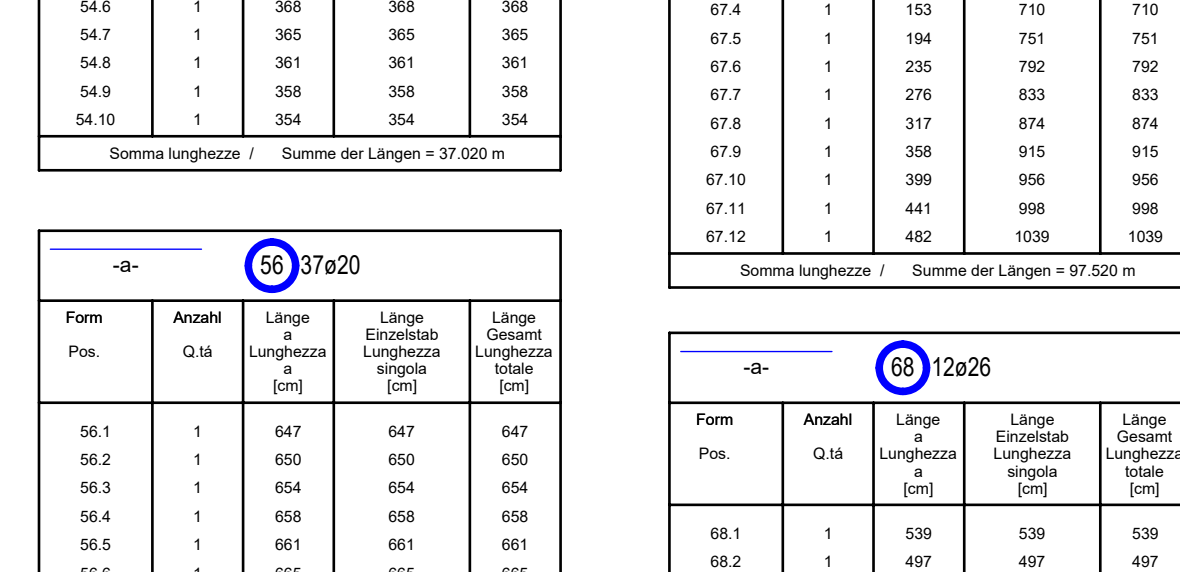 54.6 1 368 368 368
54.7 1 365 365 365
54.8 1 361 361 361
54.9 1 358 358 358
54.10 1 354 354 354
Somma lunghezze / Summe der Längen = 37.020 m
-a- 56 37ø20
Form Anzahl Länge Länge Länge
a Einzelstab Gesamt
Pos. Q.tá Lunghezza Lunghezza Lunghezza
a singola totale
[cm] [cm] [cm]
56.1 1 647 647 647
56.2 1 650 650 650
56.3 1 654 654 654
56.4 1 658 658 658
56.5 1 661 661 661
56.6 1 665 665 665
67.4 1 153 710 710
67.5 1 194 751 751
67.6 1 235 792 792
67.7 1 276 833 833
67.8 1 317 874 874
67.9 1 358 915 915
67.10 1 399 956 956
67.11 1 441 998 998
67.12 1 482 1039 1039
Somma lunghezze / Summe der Längen = 97.520 m
-a- 68 12ø26
Form Anzahl Länge Länge Länge
a Einzelstab Gesamt
Pos. Q.tá Lunghezza Lunghezza Lunghezza
a singola totale
[cm] [cm] [cm]
68.1 1 539 539 539
68.2 1 497 497 497